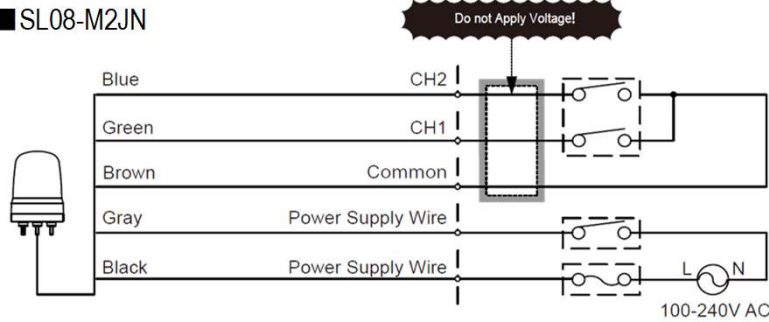 ■SL08-M2JN
Do not Apply Voltage!
Blue CH2
Green CH1
Brown Common
Gray Power Supply Wire
Black Power Supply Wire
L N
100-240V AC